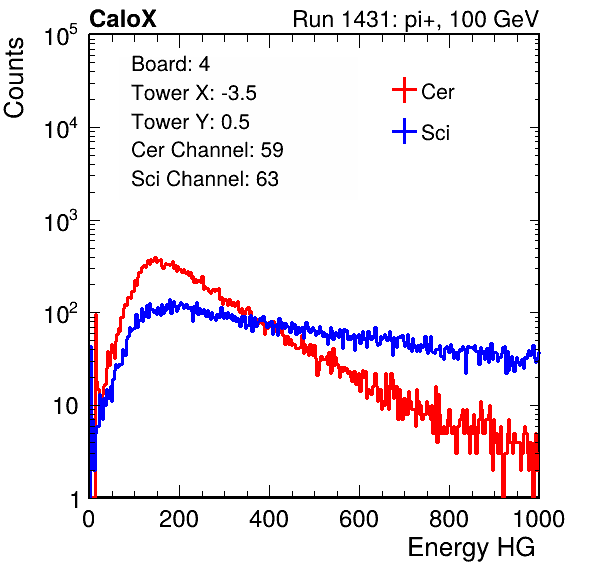 CaloX Run 1431: pi+, 100 GeV
Board: 4
Tower X: -3.5
Tower Y: 0.5
Cer Channel: 59
Sci Channel: 63
Cer
Sci
Counts
10^5
10^4
10^3
10^2
10
1
0 200 400 600 800 1000
Energy HG